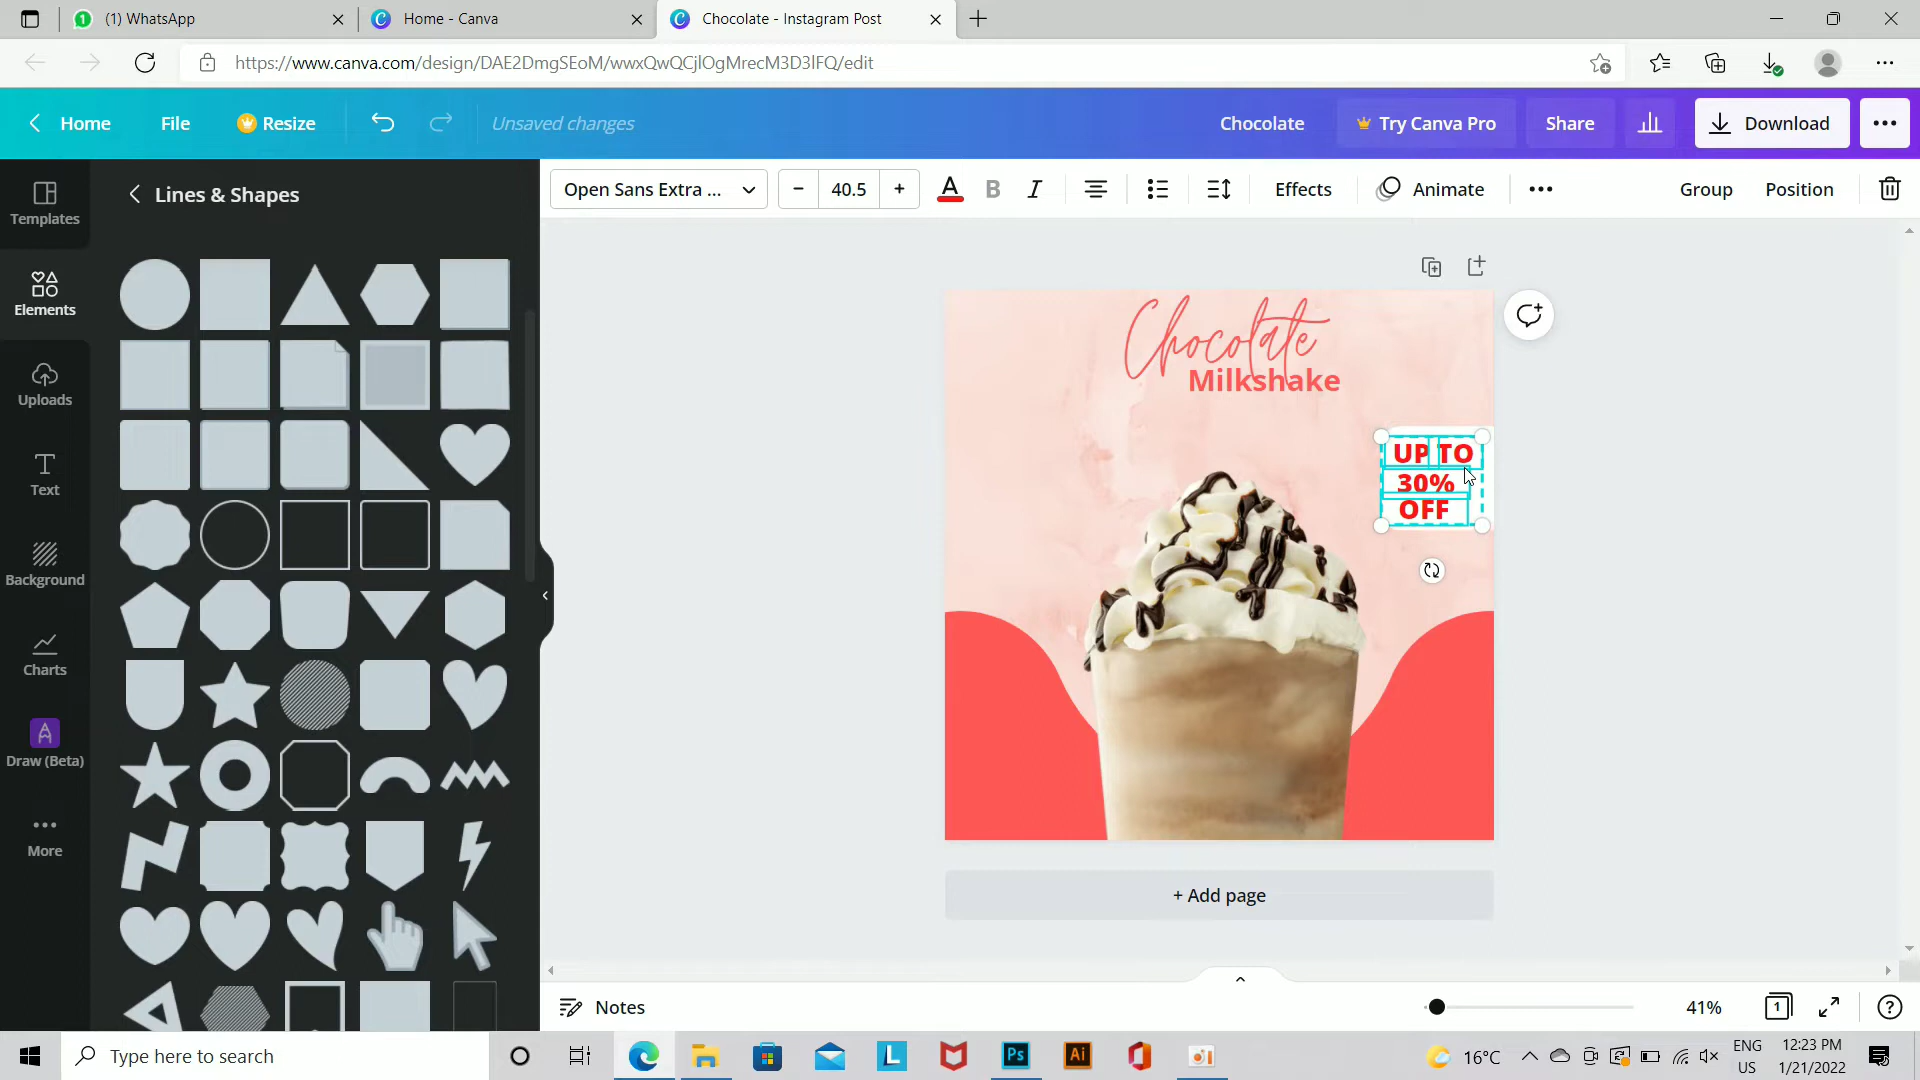 (1) WhatsApp
Home - Canva
Chocolate - Instagram Post
https://www.canva.com/design/DAE2DmgSEoM/wwxQwQCjlOgMrecM3D3lFQ/edit
Home
File
Resize
Unsaved changes
Chocolate
Try Canva Pro
Share
Download
Templates
Elements
Uploads
Text
Background
Charts
Draw (Beta)
More
Lines & Shapes
Open Sans Extra ...
40.5
A
B
I
Effects
Animate
Group
Position
Chocolate
Milkshake
UP TO
30%
OFF
+ Add page
Notes
41%
1
Type here to search
L
Ps
Ai
16°C
ENG
US
12:23 PM
1/21/2022